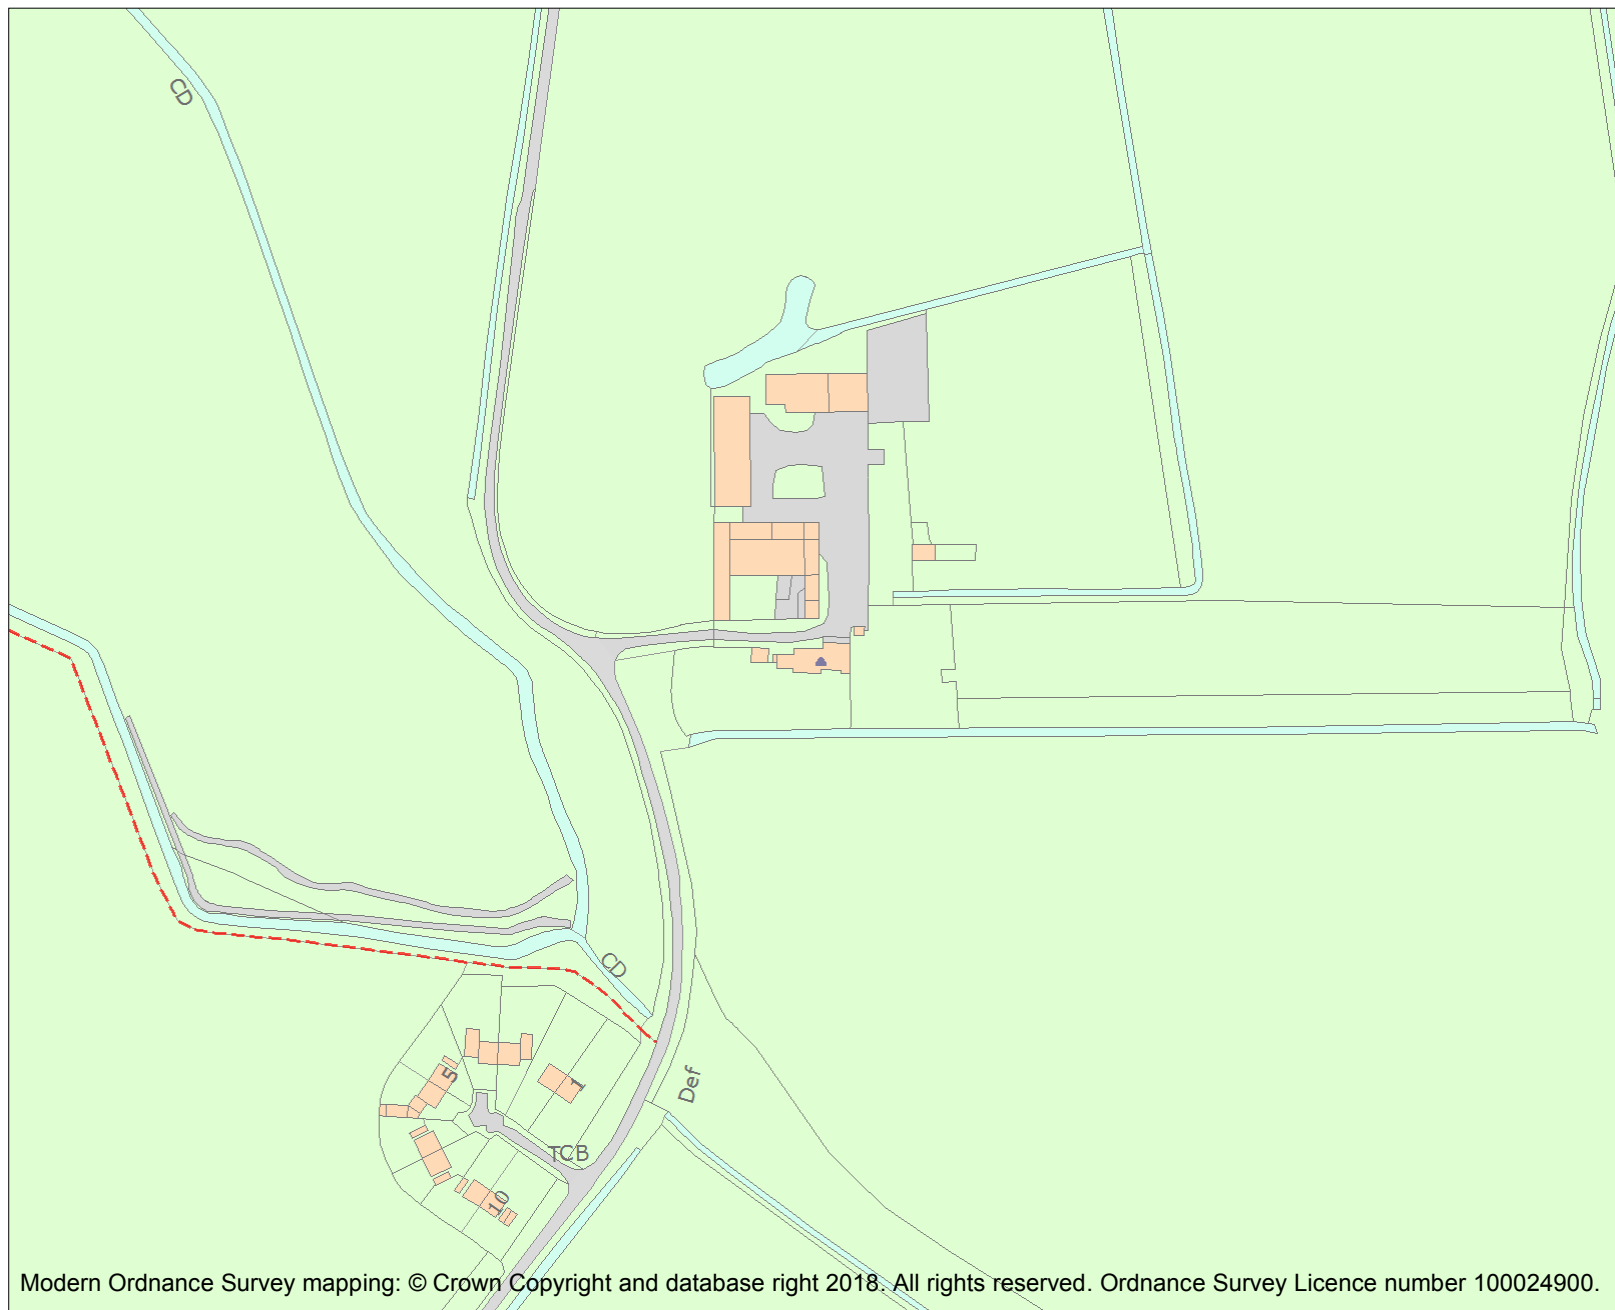 CD
CD
5
1
Def
TCB
10
Modern Ordnance Survey mapping: © Crown Copyright and database right 2018. All rights reserved. Ordnance Survey Licence number 100024900.